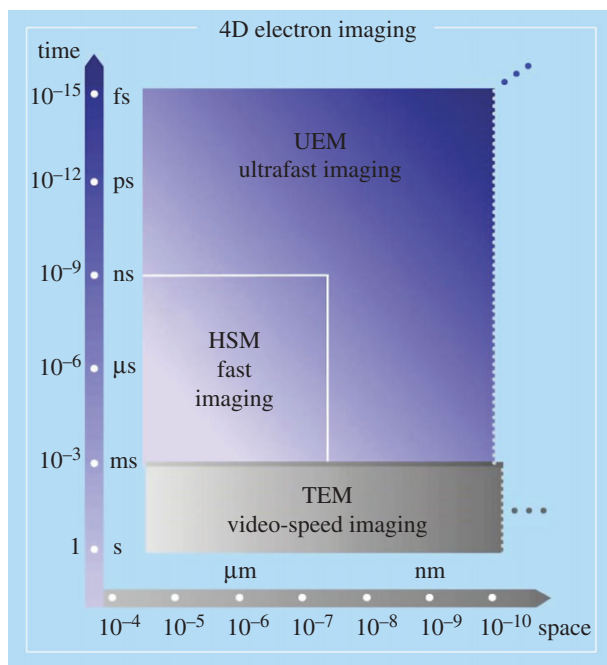 4D electron imaging
time
10⁻¹⁵ fs
UEM
ultrafast imaging
10⁻¹² ps
10⁻⁹ ns
HSM
fast
imaging
10⁻⁶ μs
10⁻³ ms
TEM
video-speed imaging
1 s
μm nm
10⁻⁴ 10⁻⁵ 10⁻⁶ 10⁻⁷ 10⁻⁸ 10⁻⁹ 10⁻¹⁰ space